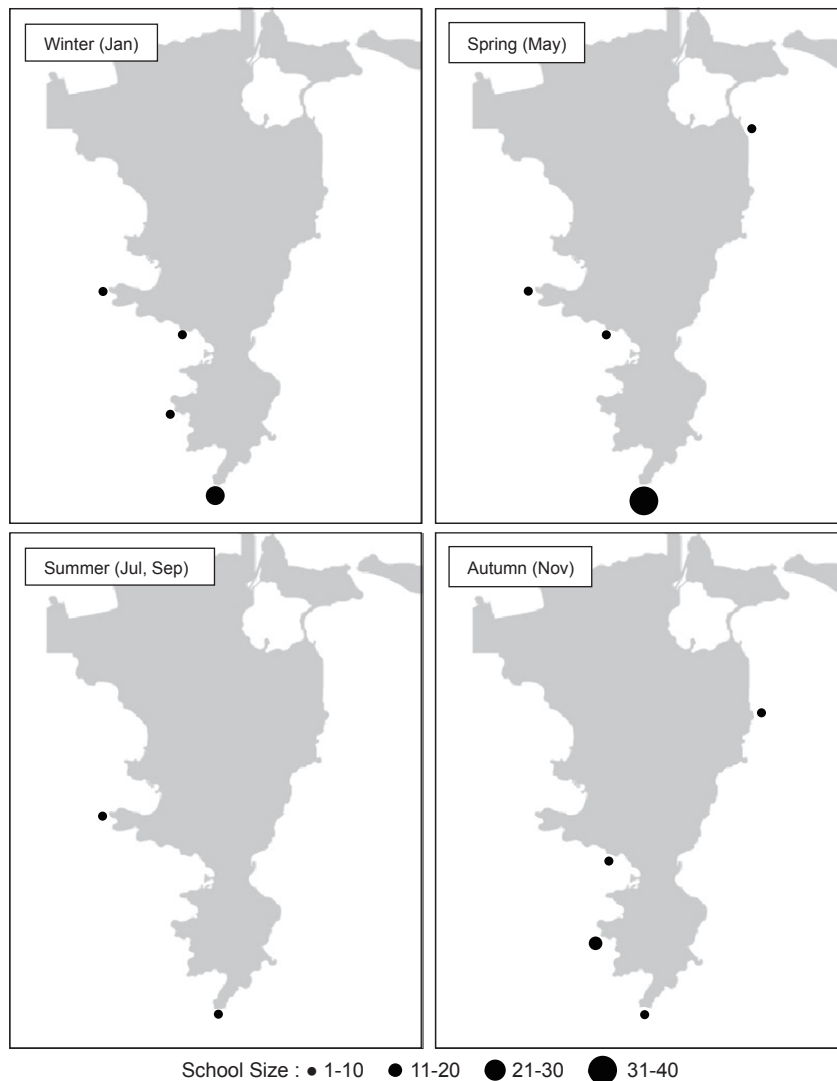 Winter (Jan)
Spring (May)
Summer (Jul, Sep)
Autumn (Nov)
School Size : 1-10 11-20 21-30 31-40